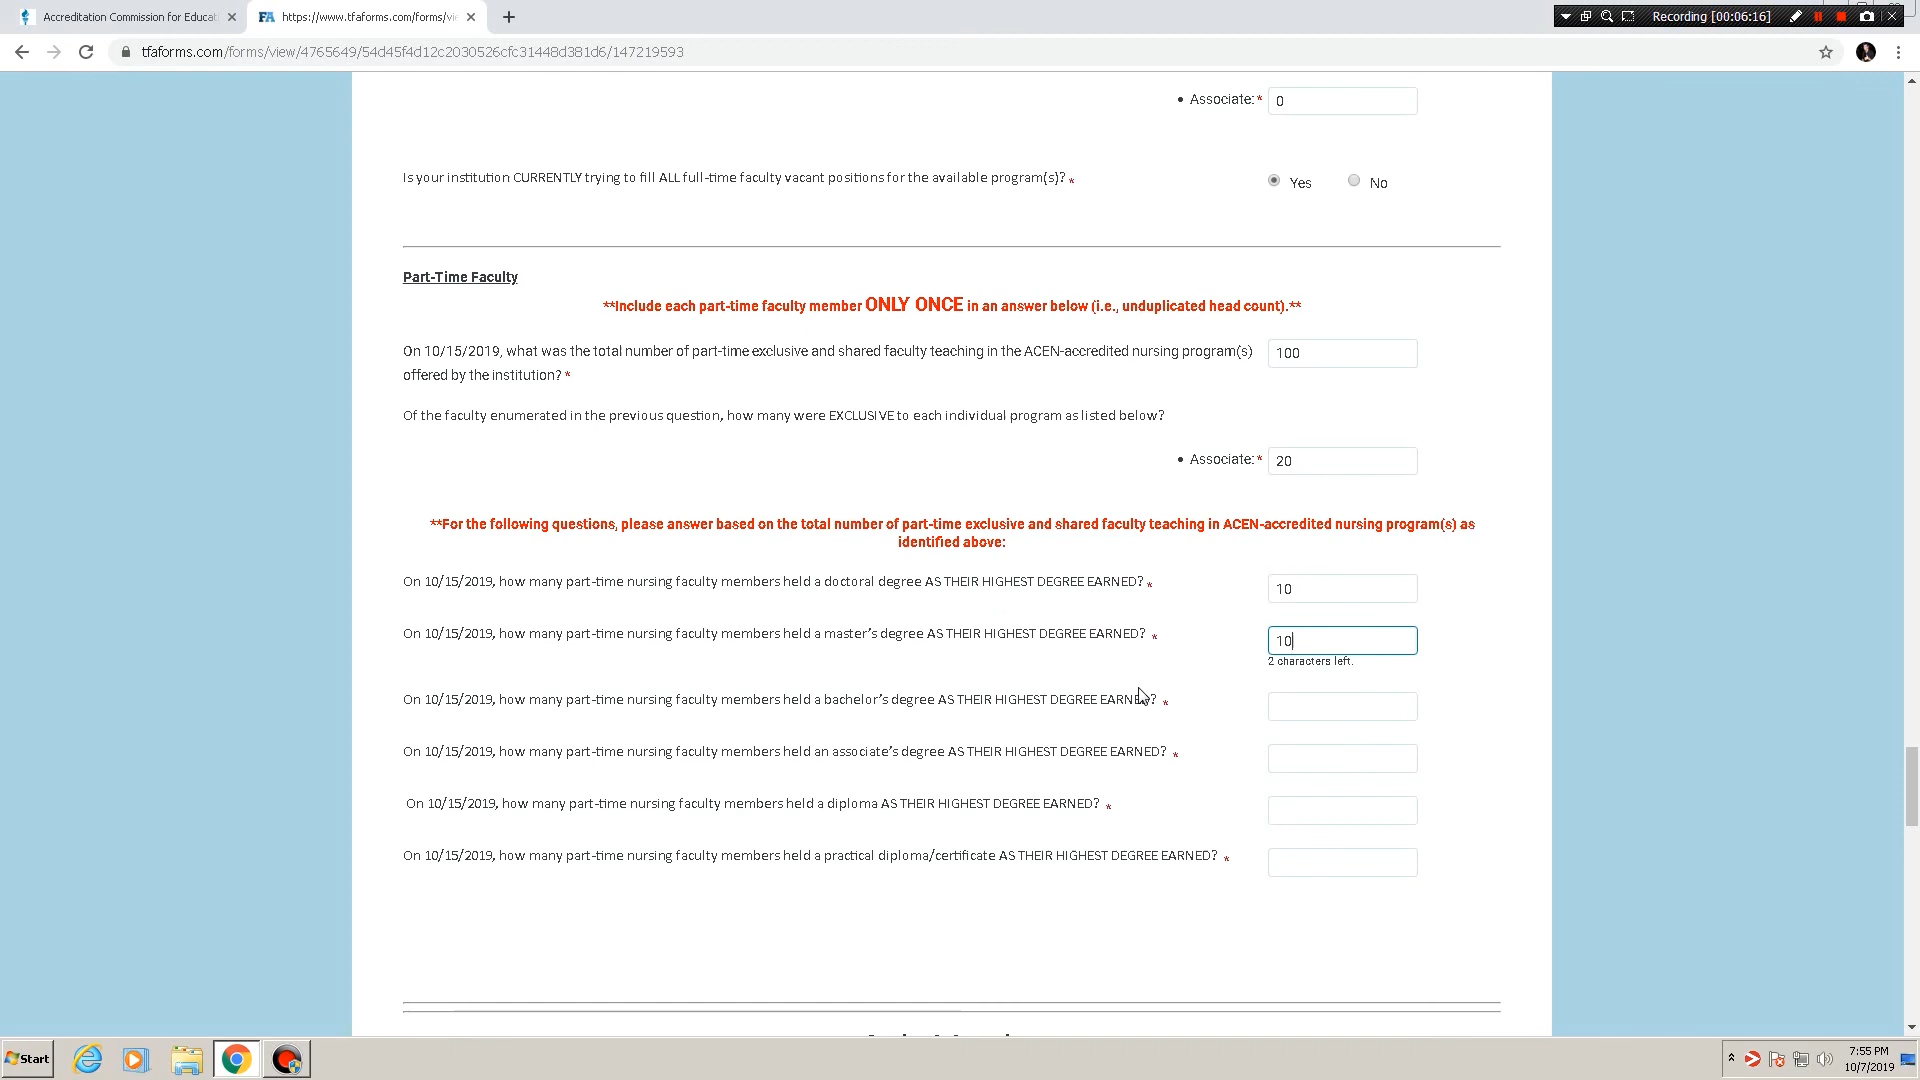 Accreditation Commission for Educati
https://www.tfaforms.com/forms/vie
Recording [00:06:16]
tfaforms.com/forms/view/4765649/54d45f4d12c2030526cfc31448d381d6/147219593
• Associate:* 0
Is your institution CURRENTLY trying to fill ALL full-time faculty vacant positions for the available program(s)? * Yes No
Part-Time Faculty
**Include each part-time faculty member ONLY ONCE in an answer below (i.e., unduplicated head count).**
On 10/15/2019, what was the total number of part-time exclusive and shared faculty teaching in the ACEN-accredited nursing program(s) 100
offered by the institution? *
Of the faculty enumerated in the previous question, how many were EXCLUSIVE to each individual program as listed below?
• Associate:* 20
**For the following questions, please answer based on the total number of part-time exclusive and shared faculty teaching in ACEN-accredited nursing program(s) as
identified above:
On 10/15/2019, how many part-time nursing faculty members held a doctoral degree AS THEIR HIGHEST DEGREE EARNED? * 10
On 10/15/2019, how many part-time nursing faculty members held a master's degree AS THEIR HIGHEST DEGREE EARNED? * 10
2 characters left.
On 10/15/2019, how many part-time nursing faculty members held a bachelor's degree AS THEIR HIGHEST DEGREE EARNED? *
On 10/15/2019, how many part-time nursing faculty members held an associate's degree AS THEIR HIGHEST DEGREE EARNED? *
On 10/15/2019, how many part-time nursing faculty members held a diploma AS THEIR HIGHEST DEGREE EARNED? *
On 10/15/2019, how many part-time nursing faculty members held a practical diploma/certificate AS THEIR HIGHEST DEGREE EARNED? *
Start
7:55 PM
10/7/2019